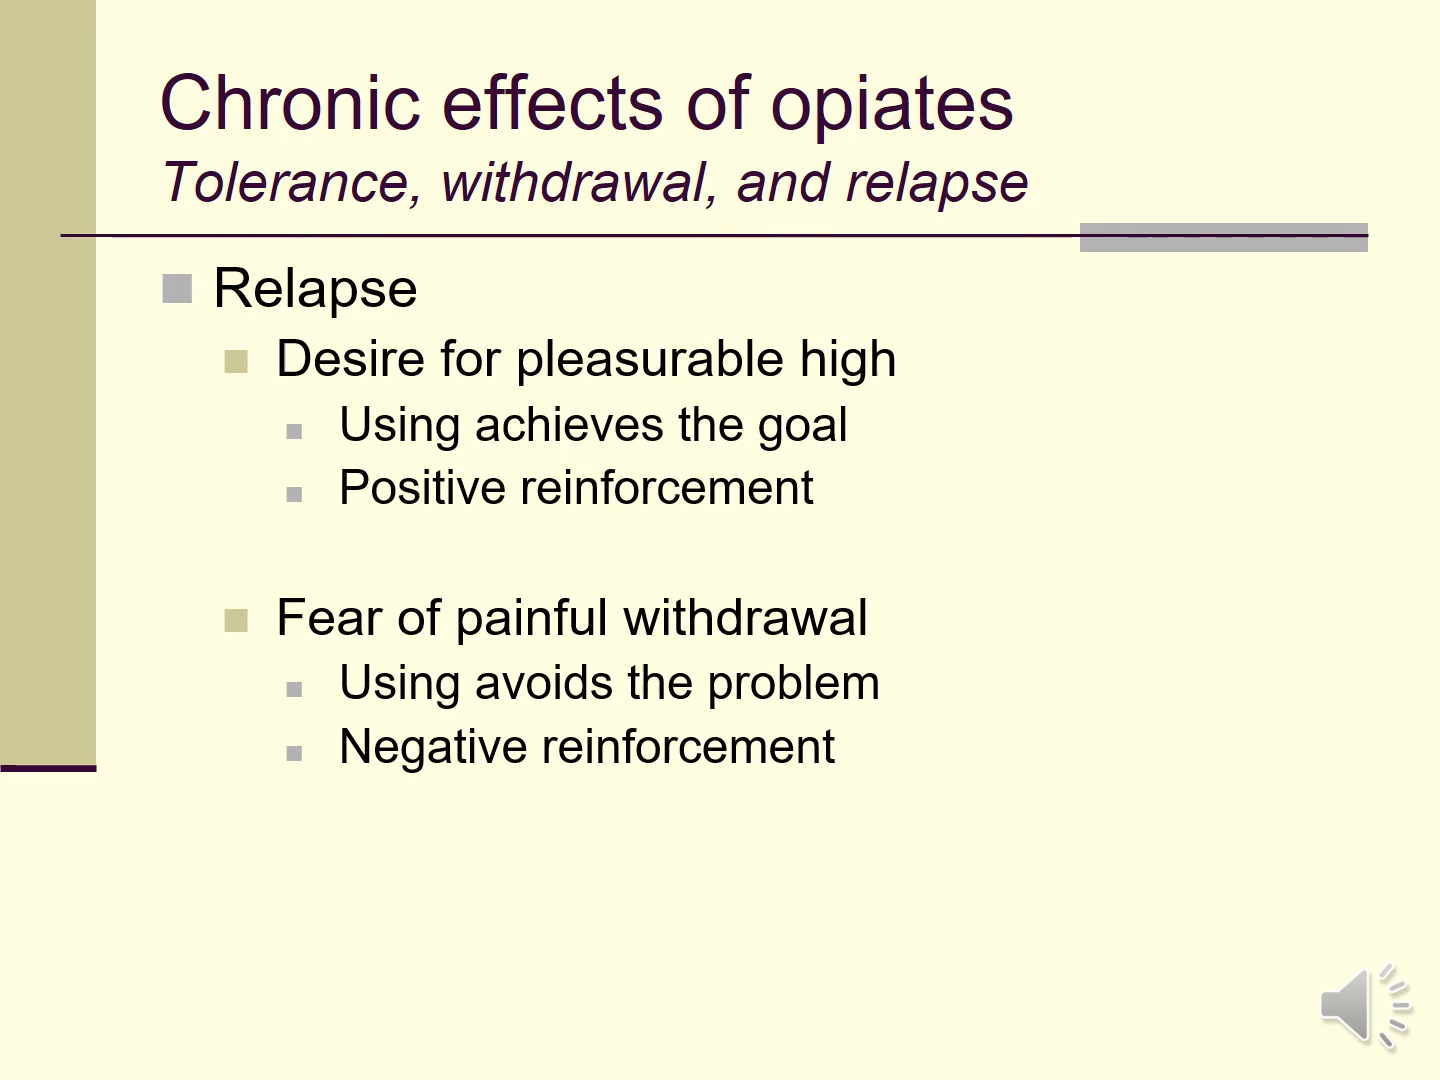 Chronic effects of opiates
Tolerance, withdrawal, and relapse
Relapse
Desire for pleasurable high
Using achieves the goal
Positive reinforcement
Fear of painful withdrawal
Using avoids the problem
Negative reinforcement